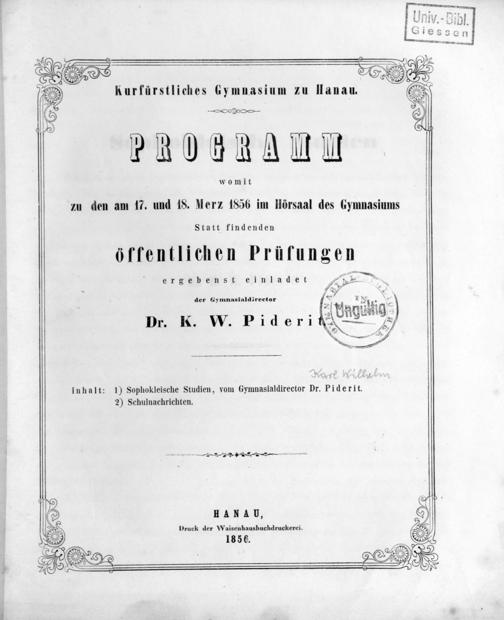 Univ.-Bibl.
Giessen
Kurfürstliches Gymnasium zu Hanau.
PROGRAMM
womit
zu den am 17. und 18. Merz 1856 im Hörsaal des Gymnasiums
Statt findenden
öffentlichen Prüfungen
ergebenst einladet
der Gymnasialdirector
Dr. K. W. Piderit.
Ungültig
Karl Wilhelm
Inhalt: 1) Sophokleische Studien, vom Gymnasialdirector Dr. Piderit.
2) Schulnachrichten.
HANAU,
Druck der Waisenhausbuchdruckerei.
1856.